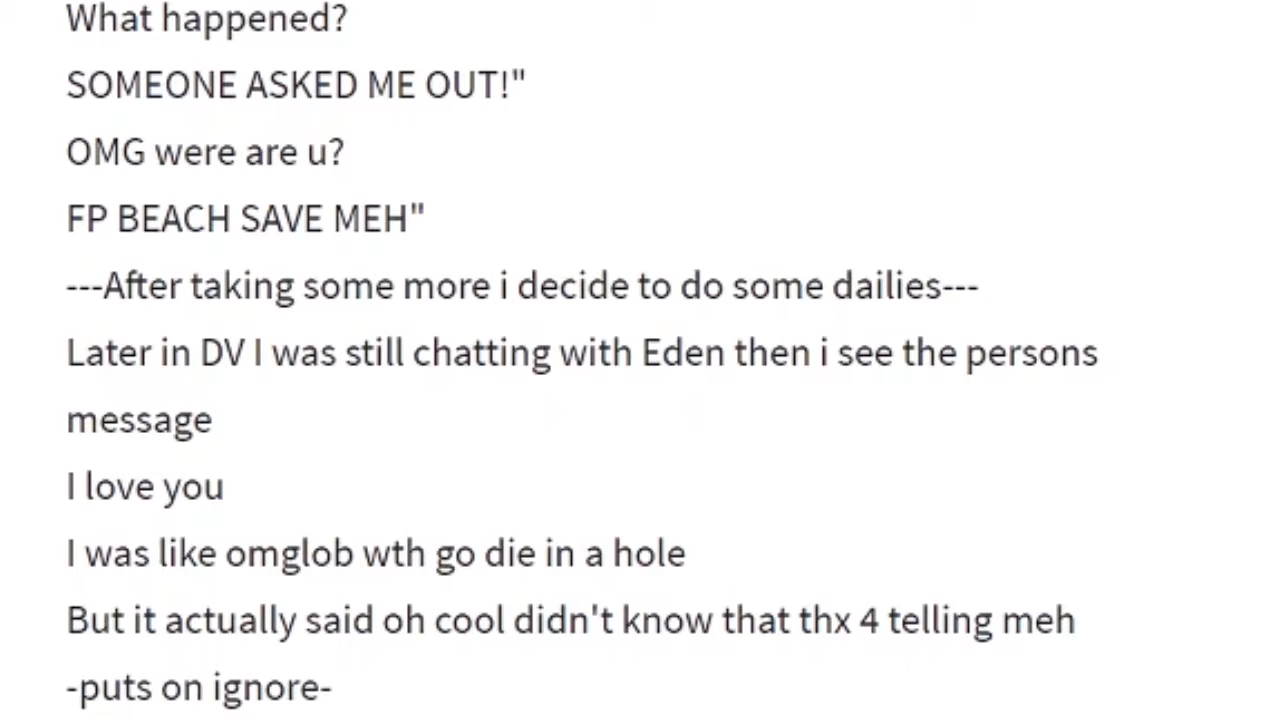 What happened?
SOMEONE ASKED ME OUT!"
OMG were are u?
FP BEACH SAVE MEH"
---After taking some more i decide to do some dailies---
Later in DV I was still chatting with Eden then i see the persons
message
I love you
I was like omglob wth go die in a hole
But it actually said oh cool didn't know that thx 4 telling meh
-puts on ignore-